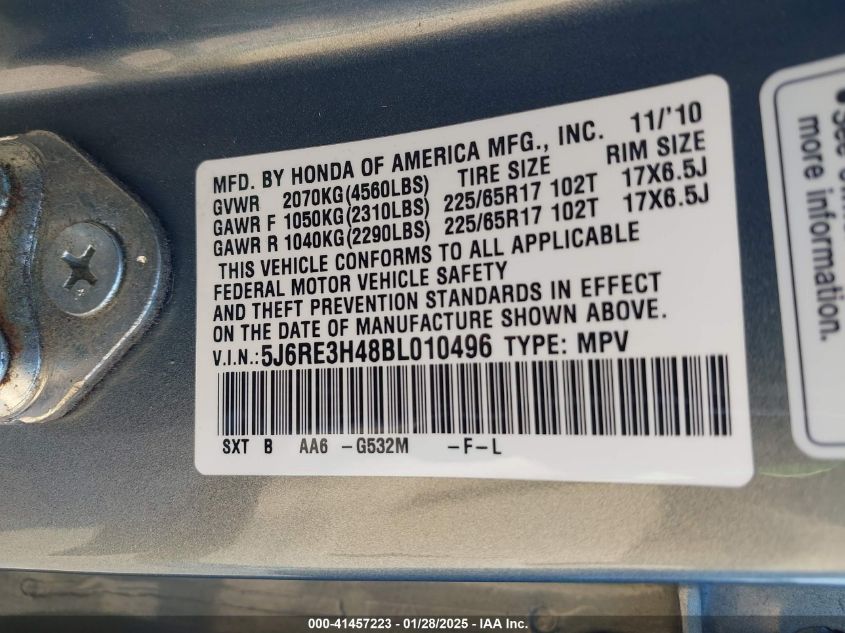 MFD. BY HONDA OF AMERICA MFG., INC. 11/'10
GVWR 2070KG(4560LBS) TIRE SIZE RIM SIZE
GAWR F 1050KG(2310LBS) 225/65R17 102T 17X6.5J
GAWR R 1040KG(2290LBS) 225/65R17 102T 17X6.5J
THIS VEHICLE CONFORMS TO ALL APPLICABLE
FEDERAL MOTOR VEHICLE SAFETY
AND THEFT PREVENTION STANDARDS IN EFFECT
ON THE DATE OF MANUFACTURE SHOWN ABOVE.
V.I.N.:5J6RE3H48BL010496 TYPE: MPV
SXT B AA6 -G532M -F-L
•See
more information.
000-41457223 - 01/28/2025 - IAA Inc.